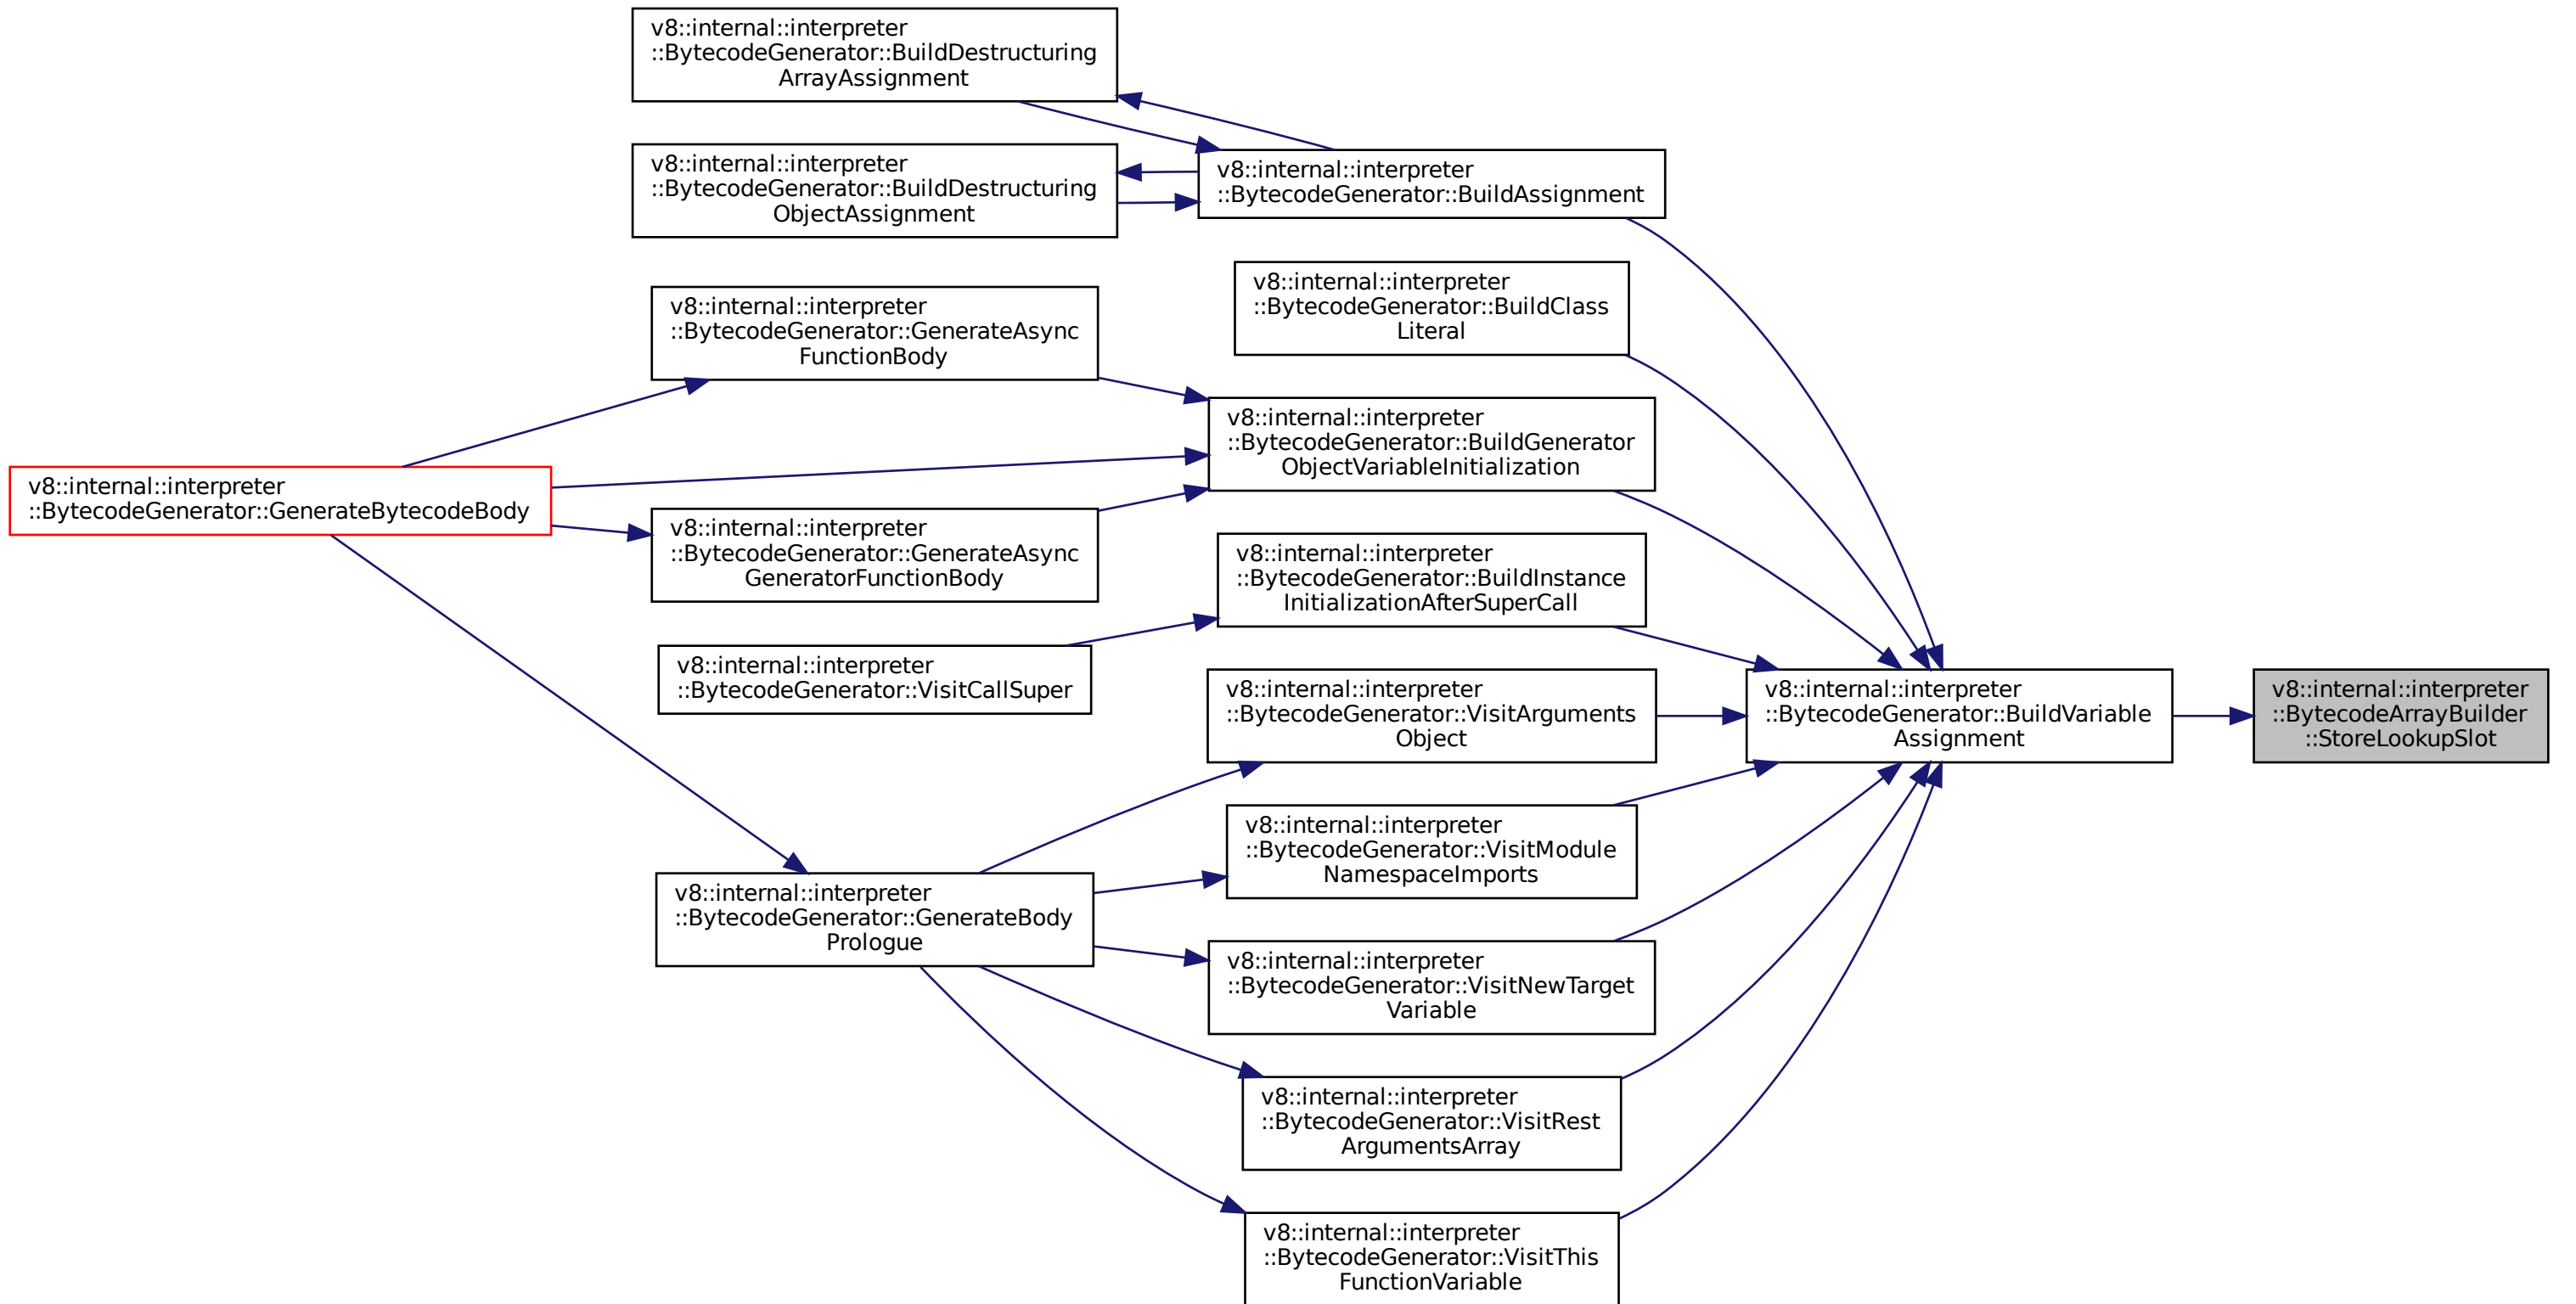 v8::internal::interpreter
::BytecodeGenerator::BuildDestructuring
ArrayAssignment
v8::internal::interpreter
::BytecodeGenerator::BuildDestructuring
ObjectAssignment
v8::internal::interpreter
::BytecodeGenerator::BuildAssignment
v8::internal::interpreter
::BytecodeGenerator::BuildClass
Literal
v8::internal::interpreter
::BytecodeGenerator::GenerateAsync
FunctionBody
v8::internal::interpreter
::BytecodeGenerator::BuildGenerator
ObjectVariableInitialization
v8::internal::interpreter
::BytecodeGenerator::GenerateBytecodeBody
v8::internal::interpreter
::BytecodeGenerator::GenerateAsync
GeneratorFunctionBody
v8::internal::interpreter
::BytecodeGenerator::BuildInstance
InitializationAfterSuperCall
v8::internal::interpreter
::BytecodeGenerator::VisitCallSuper
v8::internal::interpreter
::BytecodeGenerator::VisitArguments
Object
v8::internal::interpreter
::BytecodeGenerator::BuildVariable
Assignment
v8::internal::interpreter
::BytecodeArrayBuilder
::StoreLookupSlot
v8::internal::interpreter
::BytecodeGenerator::VisitModule
NamespaceImports
v8::internal::interpreter
::BytecodeGenerator::GenerateBody
Prologue
v8::internal::interpreter
::BytecodeGenerator::VisitNewTarget
Variable
v8::internal::interpreter
::BytecodeGenerator::VisitRest
ArgumentsArray
v8::internal::interpreter
::BytecodeGenerator::VisitThis
FunctionVariable